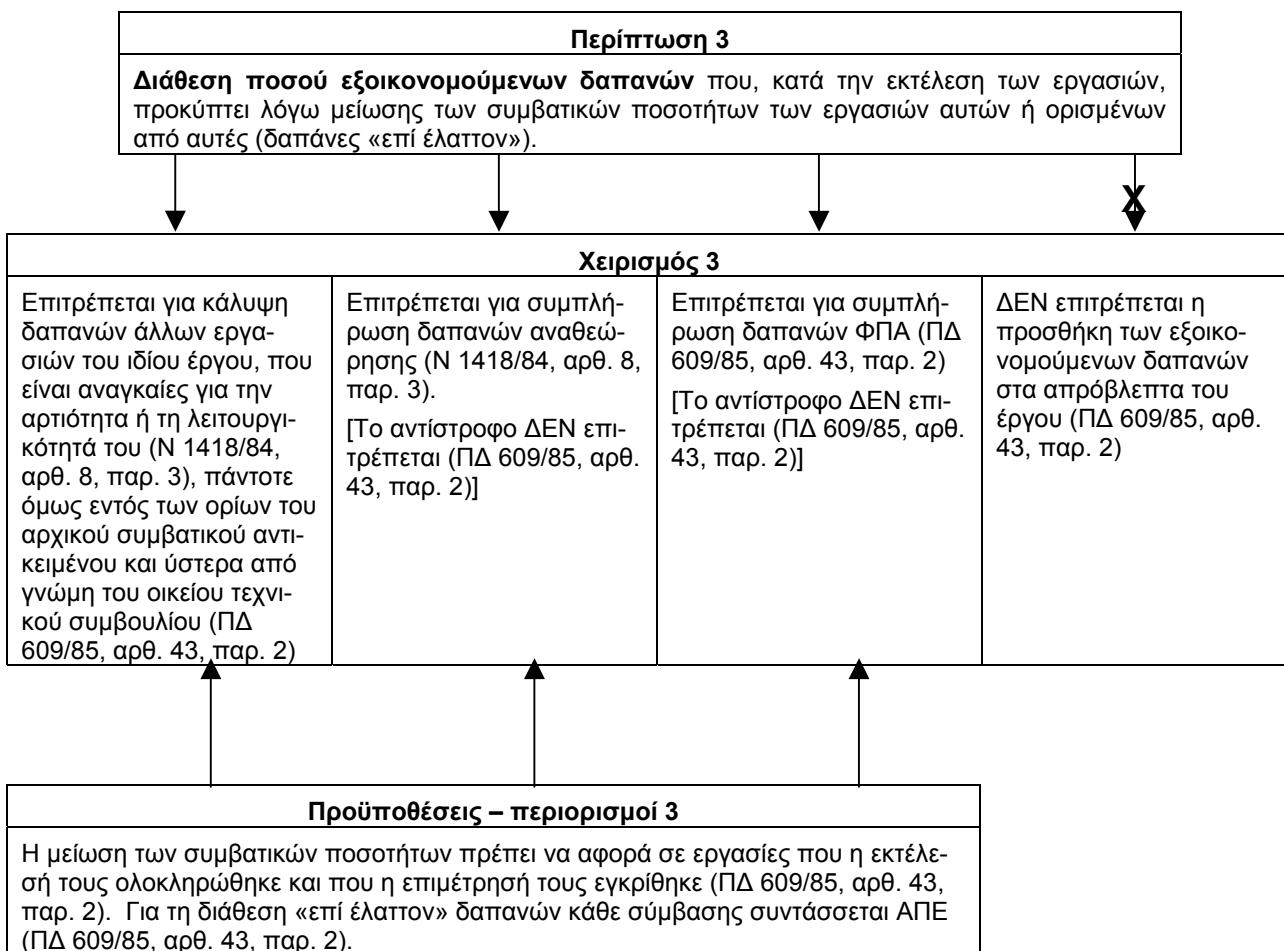 Περίπτωση 3
Διάθεση ποσού εξοικονομούμενων δαπανών που, κατά την εκτέλεση των εργασιών,
προκύπτει λόγω μείωσης των συμβατικών ποσοτήτων των εργασιών αυτών ή ορισμένων
από αυτές (δαπάνες «επί έλαττον»).
X
Χειρισμός 3
Επιτρέπεται για κάλυψη
δαπανών άλλων εργα-
σιών του ιδίου έργου, που
είναι αναγκαίες για την
αρτιότητα ή τη λειτουργι-
κότητά του (Ν 1418/84,
αρθ. 8, παρ. 3), πάντοτε
όμως εντός των ορίων του
αρχικού συμβατικού αντι-
κειμένου και ύστερα από
γνώμη του οικείου τεχνι-
κού συμβουλίου (ΠΔ
609/85, αρθ. 43, παρ. 2)
Επιτρέπεται για συμπλή-
ρωση δαπανών αναθεώ-
ρησης (Ν 1418/84, αρθ. 8,
παρ. 3).
[Το αντίστροφο ΔΕΝ επι-
τρέπεται (ΠΔ 609/85, αρθ.
43, παρ. 2)]
Επιτρέπεται για συμπλή-
ρωση δαπανών ΦΠΑ (ΠΔ
609/85, αρθ. 43, παρ. 2)
[Το αντίστροφο ΔΕΝ επι-
τρέπεται (ΠΔ 609/85, αρθ.
43, παρ. 2)]
ΔΕΝ επιτρέπεται η
προσθήκη των εξοικο-
νομούμενων δαπανών
στα απρόβλεπτα του
έργου (ΠΔ 609/85, αρθ.
43, παρ. 2)
Προϋποθέσεις – περιορισμοί 3
Η μείωση των συμβατικών ποσοτήτων πρέπει να αφορά σε εργασίες που η εκτέλε-
σή τους ολοκληρώθηκε και που η επιμέτρησή τους εγκρίθηκε (ΠΔ 609/85, αρθ. 43,
παρ. 2). Για τη διάθεση «επί έλαττον» δαπανών κάθε σύμβασης συντάσσεται ΑΠΕ
(ΠΔ 609/85, αρθ. 43, παρ. 2).